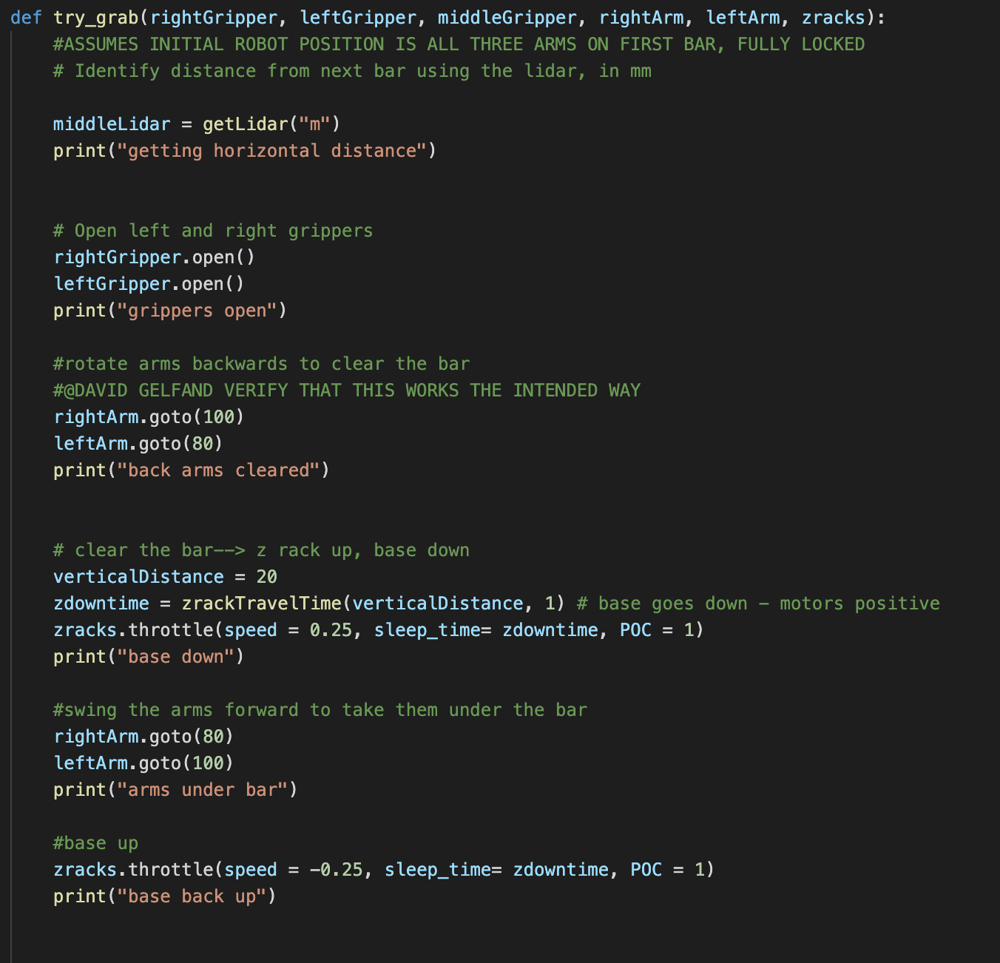 def try_grab(rightGripper, leftGripper, middleGripper, rightArm, leftArm, zracks):
#ASSUMES INITIAL ROBOT POSITION IS ALL THREE ARMS ON FIRST BAR, FULLY LOCKED
# Identify distance from next bar using the lidar, in mm
middleLidar = getLidar("m")
print("getting horizontal distance")
# Open left and right grippers
rightGripper.open()
leftGripper.open()
print("grippers open")
#rotate arms backwards to clear the bar
#@DAVID GELFAND VERIFY THAT THIS WORKS THE INTENDED WAY
rightArm.goto(100)
leftArm.goto(80)
print("back arms cleared")
# clear the bar--> z rack up, base down
verticalDistance = 20
zdowntime = zrackTravelTime(verticalDistance, 1) # base goes down - motors positive
zracks.throttle(speed = 0.25, sleep_time= zdowntime, POC = 1)
print("base down")
#swing the arms forward to take them under the bar
rightArm.goto(80)
leftArm.goto(100)
print("arms under bar")
#base up
zracks.throttle(speed = -0.25, sleep_time= zdowntime, POC = 1)
print("base back up")